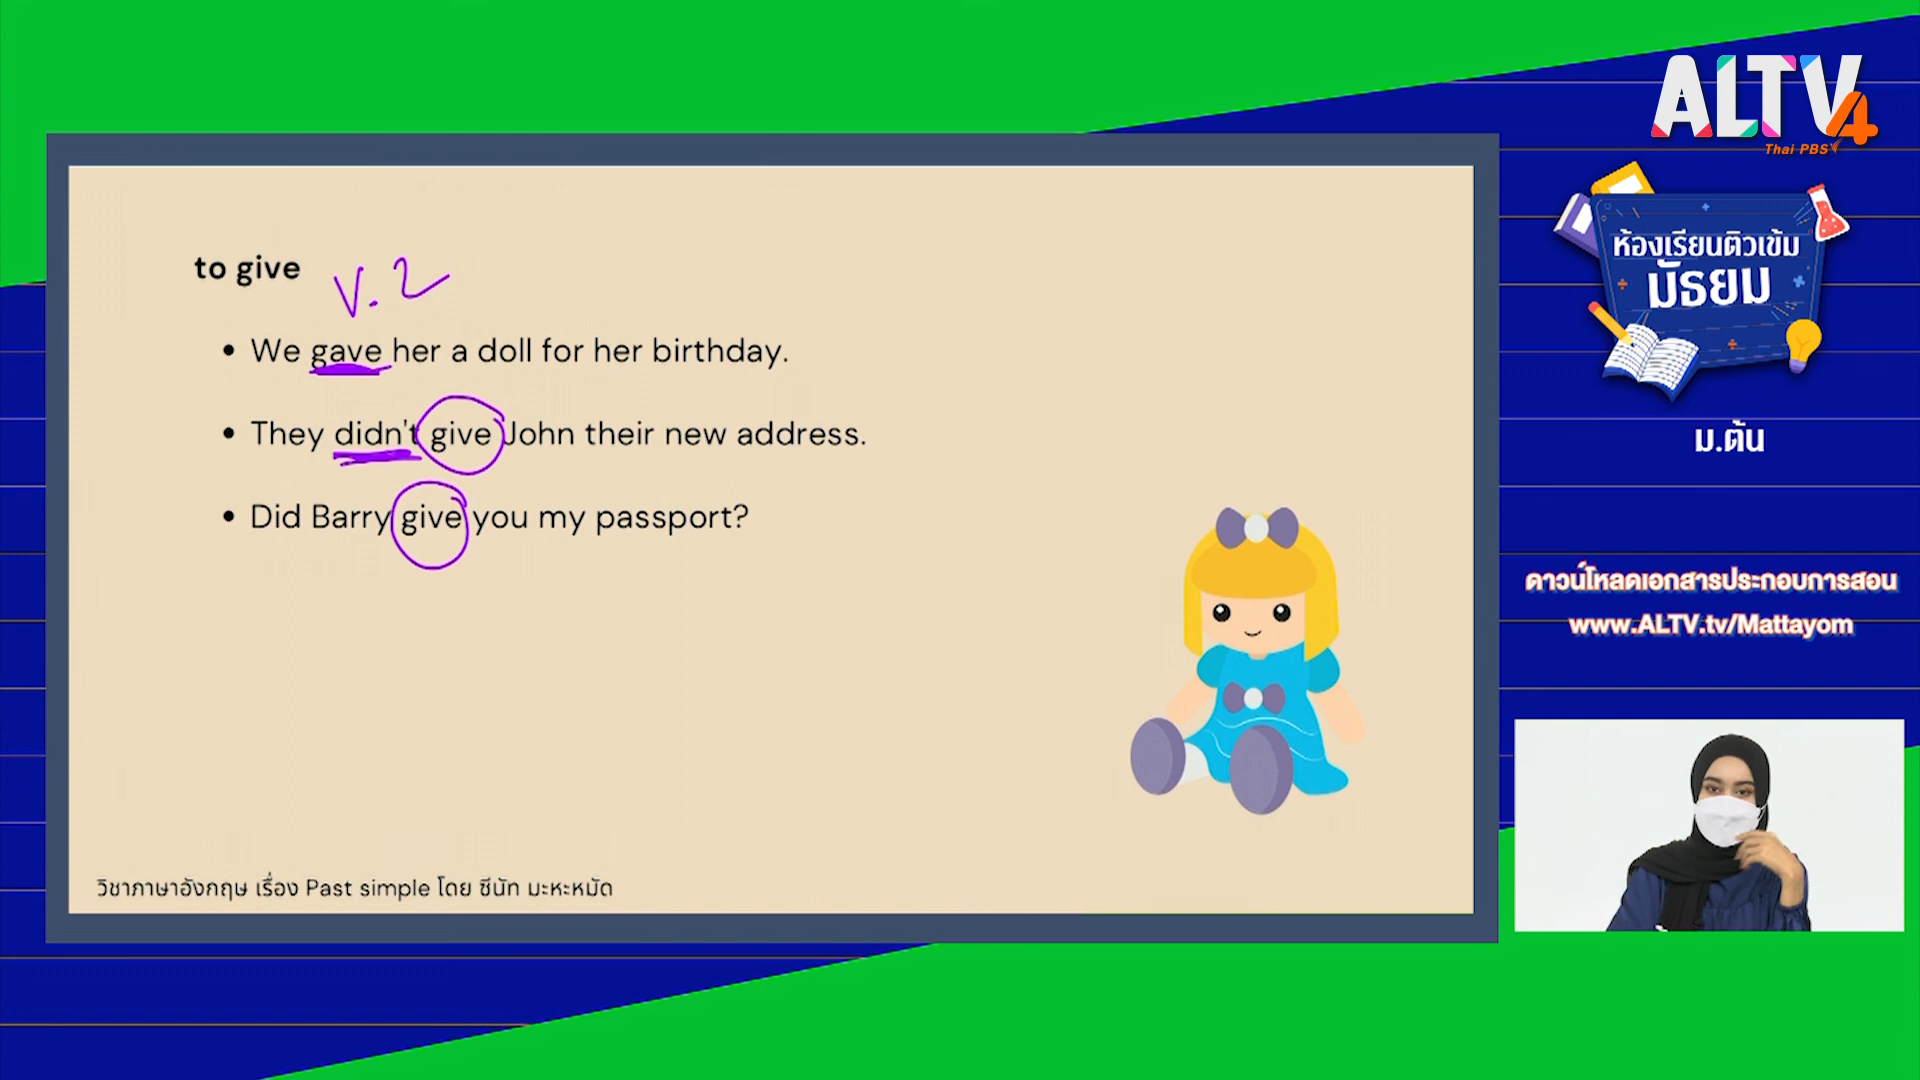 to give
V. 2
We gave her a doll for her birthday.
They didn't give John their new address.
Did Barry give you my passport?
วิชาภาษาอังกฤษ เรื่อง Past simple โดย ซีนัท มะหะหมัด
ALTV4
Thai PBS
ห้องเรียนติวเข้ม
มัธยม
ม.ต้น
ดาวน์โหลดเอกสารประกอบการสอน
www.ALTV.tv/Mattayom